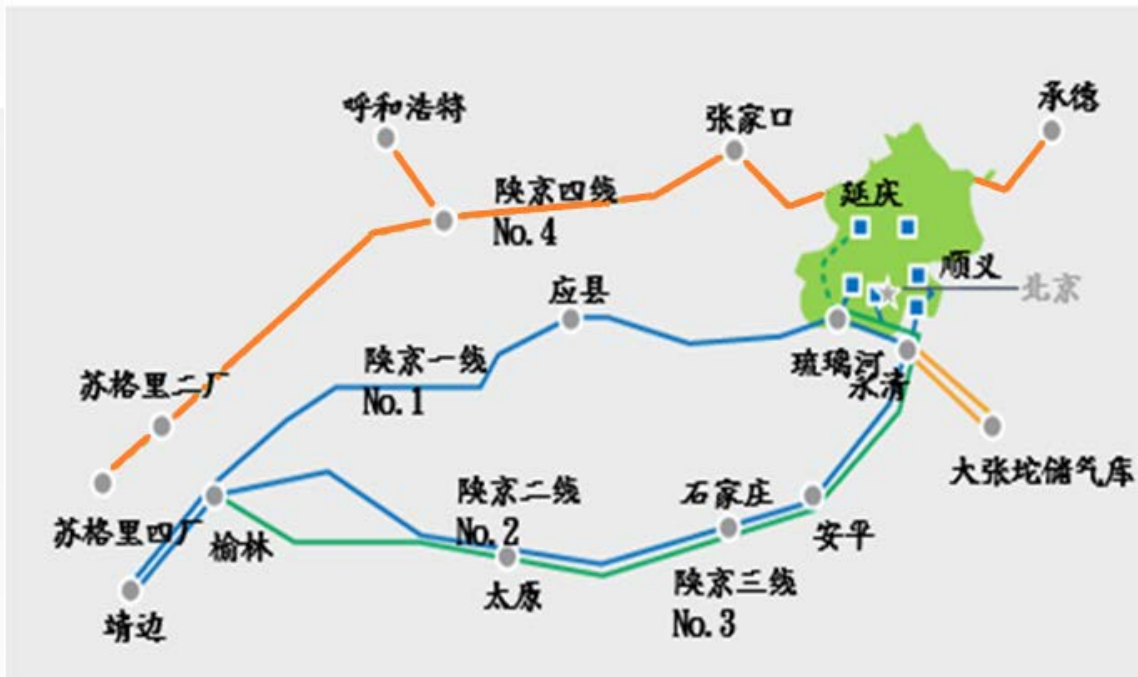 呼和浩特
张家口
承德
陕京四线
No.4
延庆
顺义
北京
应县
陕京一线
No.1
琉璃河
永清
苏格里二厂
大张坨储气库
苏格里四厂
榆林
陕京二线
No.2
石家庄
安平
太原
陕京三线
No.3
靖边